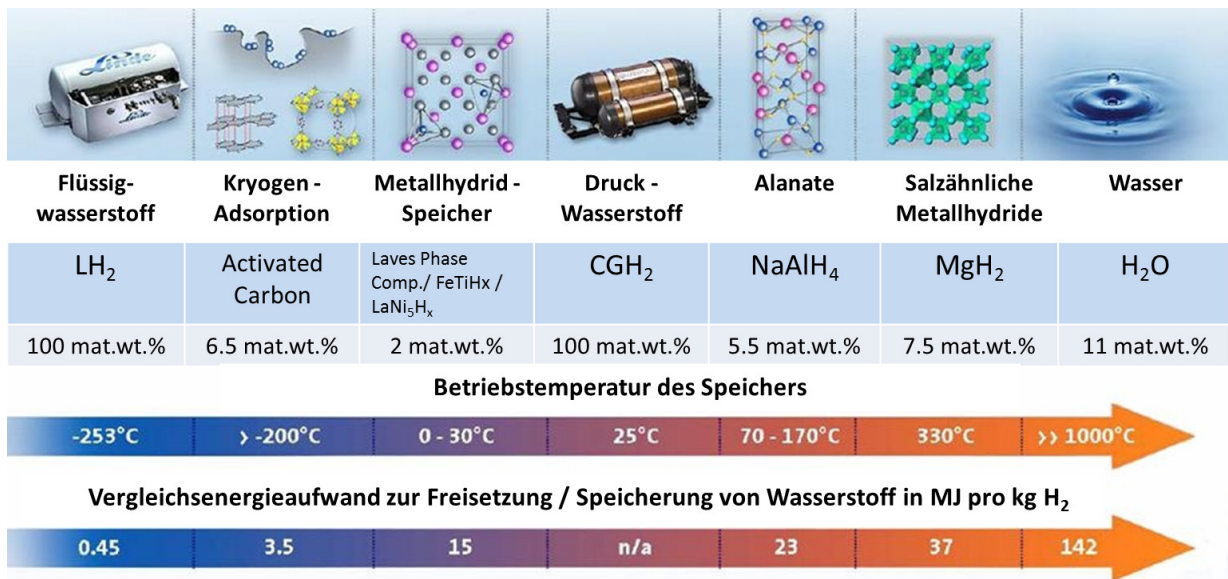 Linde
Linde
Flüssig-
wasserstoff
Kryogen -
Adsorption
Metallhydrid -
Speicher
Druck -
Wasserstoff
Alanate
Salzähnliche
Metallhydride
Wasser
LH₂
Activated
Carbon
Laves Phase
Comp./ FeTiHx /
LaNi₅Hₓ
CGH₂
NaAlH₄
MgH₂
H₂O
100 mat.wt.%
6.5 mat.wt.%
2 mat.wt.%
100 mat.wt.%
5.5 mat.wt.%
7.5 mat.wt.%
11 mat.wt.%
Betriebstemperatur des Speichers
-253°C
> -200°C
0 - 30°C
25°C
70 - 170°C
330°C
>> 1000°C
Vergleichsenergieaufwand zur Freisetzung / Speicherung von Wasserstoff in MJ pro kg H₂
0.45
3.5
15
n/a
23
37
142